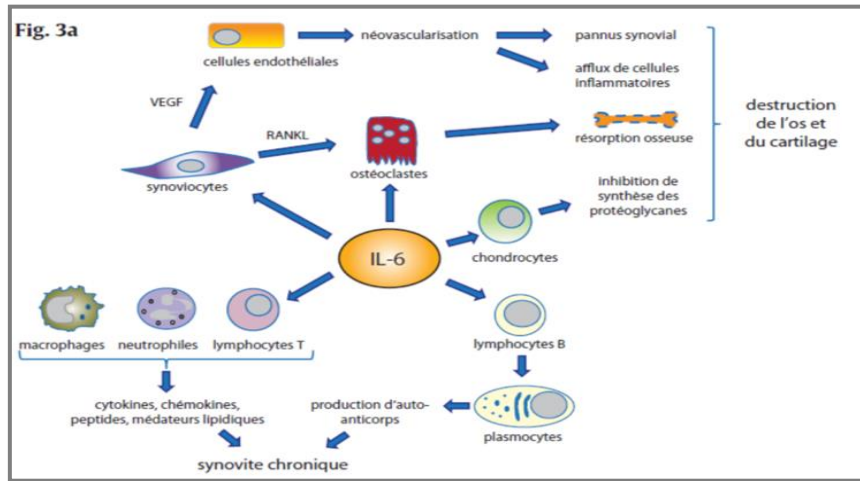 Fig. 3a
cellules endothéliales
néovascularisation
pannus synovial
afflux de cellules
inflammatoires
VEGF
RANKL
synoviocytes
ostéoclastes
résorption osseuse
destruction
de l'os et
du cartilage
inhibition de
synthèse des
protéoglycanes
chondrocytes
IL-6
macrophages
neutrophiles
lymphocytes T
lymphocytes B
cytokines, chémokines,
peptides, médateurs lipidiques
production d'auto-
anticorps
plasmocytes
synovite chronique